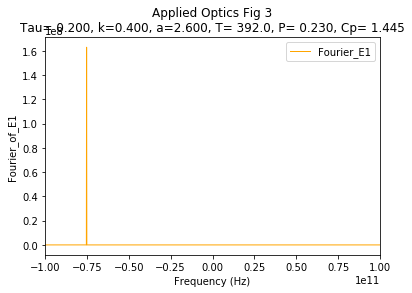 Applied Optics Fig 3
Tau= 0.200, k=0.400, a=2.600, T= 392.0, P= 0.230, Cp= 1.445
1e8
Fourier_E1
1.6
1.4
1.2
1.0
0.8
0.6
0.4
0.2
0.0
Fourier_of_E1
−1.00 −0.75 −0.50 −0.25 0.00 0.25 0.50 0.75 1.00
Frequency (Hz)
1e11